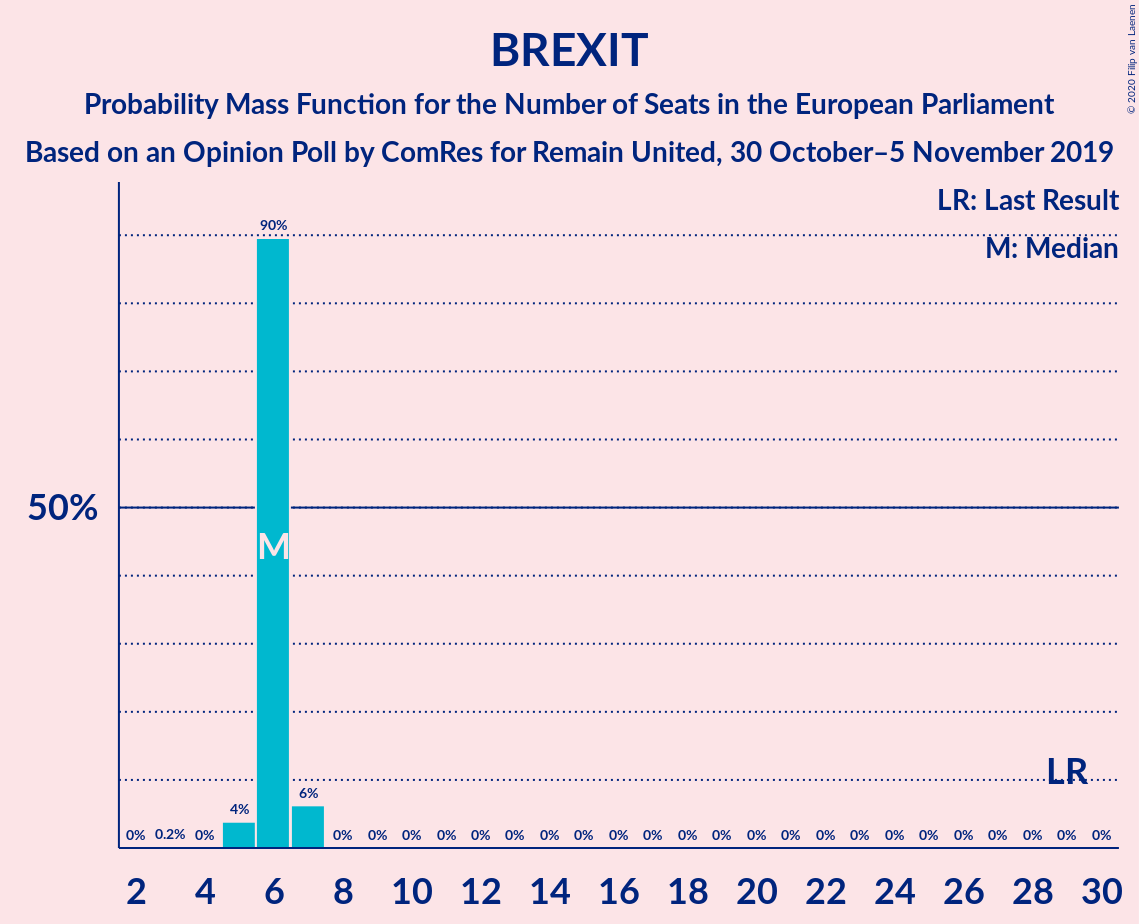 BREXIT
Probability Mass Function for the Number of Seats in the European Parliament
Based on an Opinion Poll by ComRes for Remain United, 30 October–5 November 2019
© 2020 Filip van Laenen
LR: Last Result
M: Median
90%
50%
M
LR
6%
4%
0% 0.2% 0% 0% 0% 0% 0% 0% 0% 0% 0% 0% 0% 0% 0% 0% 0% 0% 0% 0% 0% 0% 0% 0% 0% 0%
2 4 6 8 10 12 14 16 18 20 22 24 26 28 30